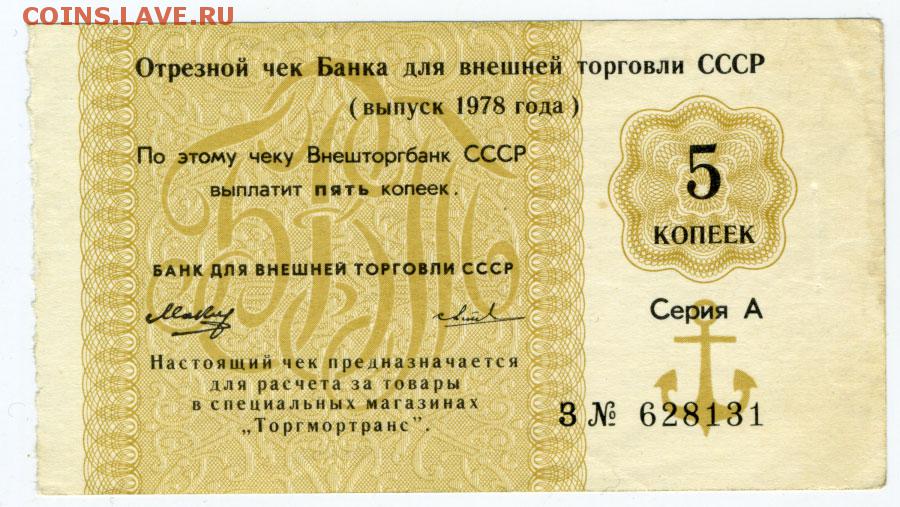 COINS.LAVE.RU
Отрезной чек Банка для внешней торговли СССР
(выпуск 1978 года)
По этому чеку Внешторгбанк СССР
выплатит пять копеек.
5
КОПЕЕК
БАНК ДЛЯ ВНЕШНЕЙ ТОРГОВЛИ СССР
Серия А
Настоящий чек предназначается
для расчета за товары
в специальных магазинах
„Торгмортранс".
З № 628131